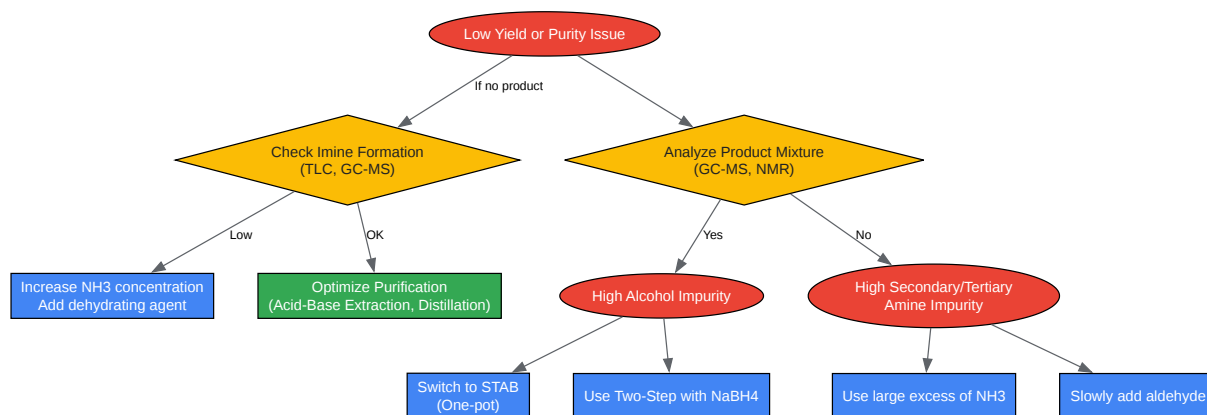 Low Yield or Purity Issue
If no product
Check Imine Formation
(TLC, GC-MS)
Analyze Product Mixture
(GC-MS, NMR)
Low
OK
Yes
No
Increase NH3 concentration
Add dehydrating agent
Optimize Purification
(Acid-Base Extraction, Distillation)
High Alcohol Impurity
High Secondary/Tertiary
Amine Impurity
Switch to STAB
(One-pot)
Use Two-Step with NaBH4
Use large excess of NH3
Slowly add aldehyde